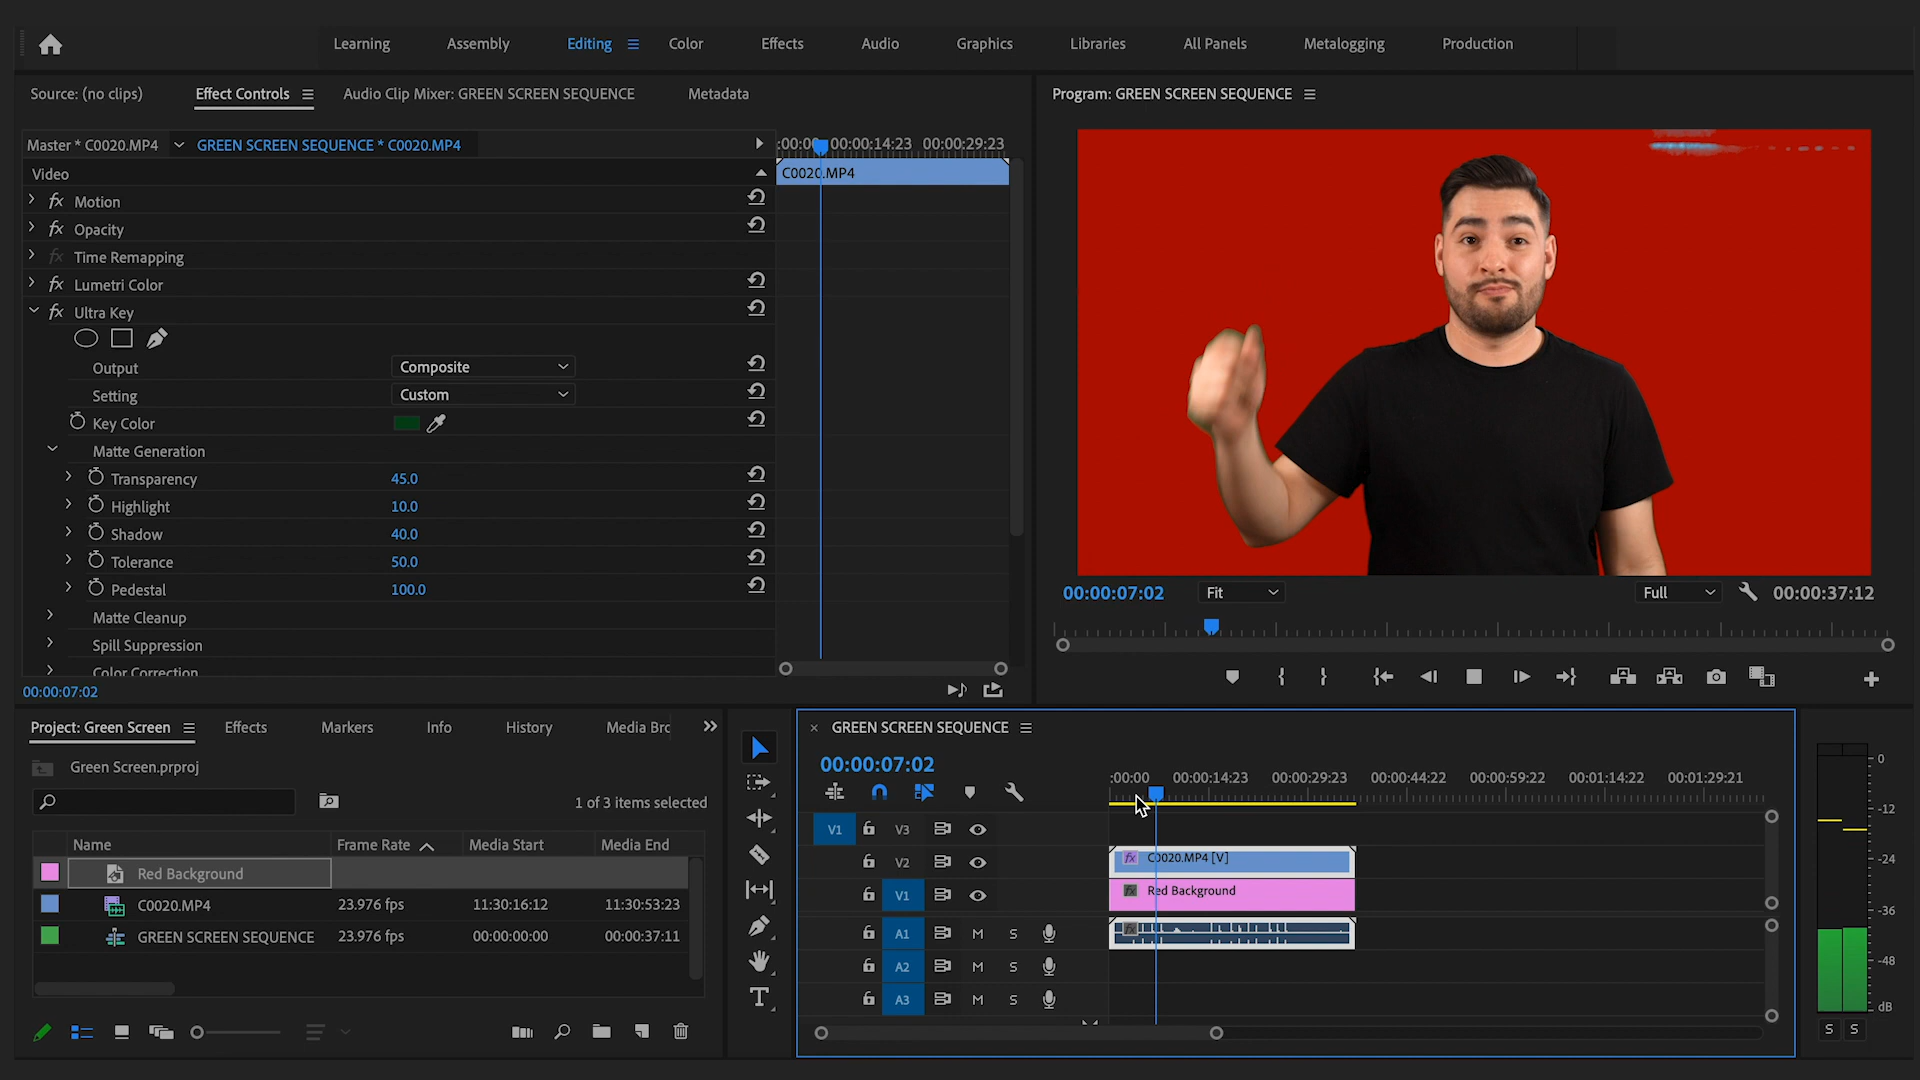 Learning Assembly Editing Color Effects Audio Graphics Libraries All Panels Metalogging Production
Source: (no clips) Effect Controls Audio Clip Mixer: GREEN SCREEN SEQUENCE Metadata
Program: GREEN SCREEN SEQUENCE
Master * C0020.MP4 GREEN SCREEN SEQUENCE * C0020.MP4
:00:00 00:00:14:23 00:00:29:23
Video
C0020.MP4
fx Motion
fx Opacity
fx Time Remapping
fx Lumetri Color
fx Ultra Key
Output Composite
Setting Custom
Key Color
Matte Generation
Transparency 45.0
Highlight 10.0
Shadow 40.0
Tolerance 50.0
Pedestal 100.0
Matte Cleanup
Spill Suppression
Color Correction
00:00:07:02
00:00:07:02 Fit Full 00:00:37:12
Project: Green Screen Effects Markers Info History Media Brc
Green Screen.prproj
1 of 3 items selected
Name Frame Rate Media Start Media End
Red Background
C0020.MP4 23.976 fps 11:30:16:12 11:30:53:23
GREEN SCREEN SEQUENCE 23.976 fps 00:00:00:00 00:00:37:11
T
× GREEN SCREEN SEQUENCE
00:00:07:02
:00:00 00:00:14:23 00:00:29:23 00:00:44:22 00:00:59:22 00:01:14:22 00:01:29:21
V1 V3
V2 fx C0020.MP4 [V]
V1 fx Red Background
A1 M S fx
A2 M S
A3 M S
0
-12
-24
-36
-48
dB
S S